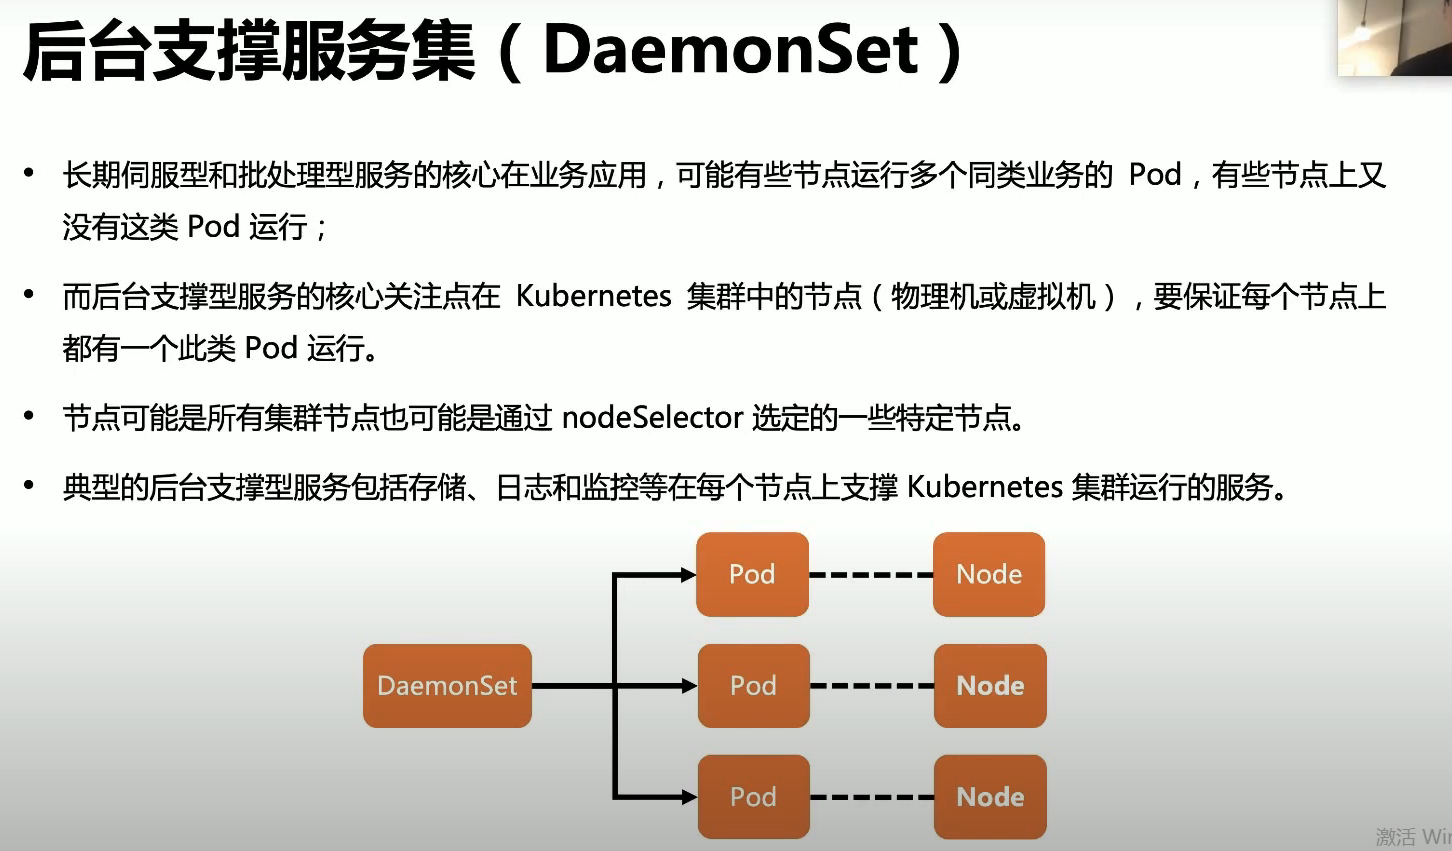 后台支撑服务集（DaemonSet）
• 长期伺服型和批处理型服务的核心在业务应用，可能有些节点运行多个同类业务的 Pod，有些节点上又
没有这类 Pod 运行；
• 而后台支撑型服务的核心关注点在 Kubernetes 集群中的节点（物理机或虚拟机），要保证每个节点上
都有一个此类 Pod 运行。
• 节点可能是所有集群节点也可能是通过 nodeSelector 选定的一些特定节点。
• 典型的后台支撑型服务包括存储、日志和监控等在每个节点上支撑 Kubernetes 集群运行的服务。
Pod
Node
DaemonSet
Pod
Node
Pod
Node
激活